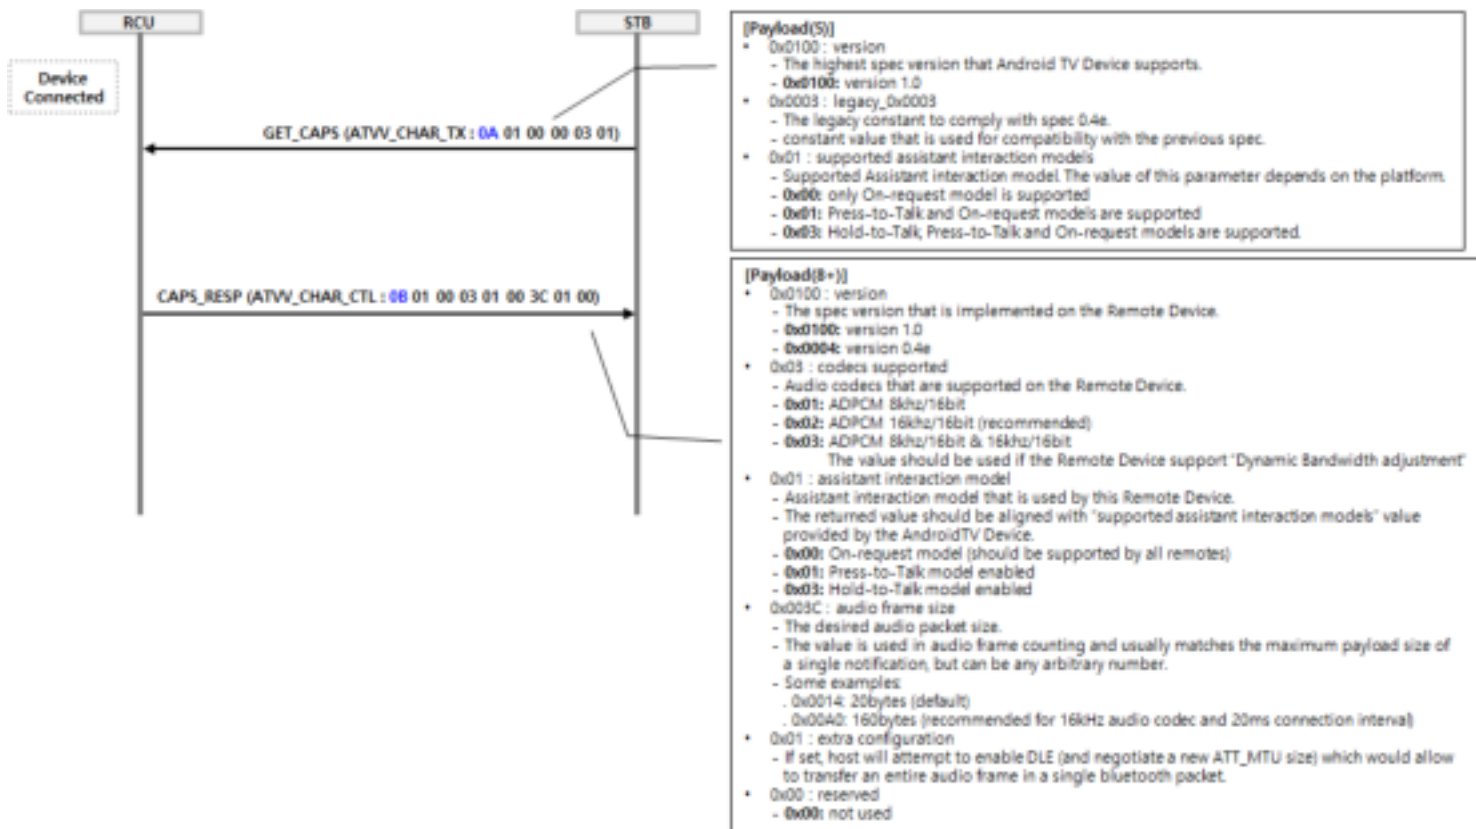 RCU
STB
Device
Connected
GET_CAPS (ATVV_CHAR_TX : 0A 01 00 00 03 01)
CAPS_RESP (ATVV_CHAR_CTL : 0B 01 00 03 01 00 3C 01 00)
[Payload(5)]
• 0x0100 : version
- The highest spec version that Android TV Device supports.
- 0x0100: version 1.0
• 0x0003 : legacy_0x0003
- The legacy constant to comply with spec 0.4e.
- constant value that is used for compatibility with the previous spec.
• 0x01 : supported assistant interaction models
- Supported Assistant interaction model. The value of this parameter depends on the platform.
- 0x00: only On-request model is supported
- 0x01: Press-to-Talk and On-request models are supported
- 0x03: Hold-to-Talk, Press-to-Talk and On-request models are supported.
[Payload(8+)]
• 0x0100 : version
- The spec version that is implemented on the Remote Device.
- 0x0100: version 1.0
- 0x0004: version 0.4e
• 0x03 : codecs supported
- Audio codecs that are supported on the Remote Device.
- 0x01: ADPCM 8khz/16bit
- 0x02: ADPCM 16khz/16bit (recommended)
- 0x03: ADPCM 8khz/16bit & 16khz/16bit
The value should be used if the Remote Device support "Dynamic Bandwidth adjustment"
• 0x01 : assistant interaction model
- Assistant interaction model that is used by this Remote Device.
- The returned value should be aligned with "supported assistant interaction models" value
provided by the AndroidTV Device.
- 0x00: On-request model (should be supported by all remotes)
- 0x01: Press-to-Talk model enabled
- 0x03: Hold-to-Talk model enabled
• 0x003C : audio frame size
- The desired audio packet size.
- The value is used in audio frame counting and usually matches the maximum payload size of
a single notification, but can be any arbitrary number.
- Some examples:
. 0x0014: 20bytes (default)
. 0x00A0: 160bytes (recommended for 16kHz audio codec and 20ms connection interval)
• 0x01 : extra configuration
- If set, host will attempt to enable DLE (and negotiate a new ATT_MTU size) which would allow
to transfer an entire audio frame in a single bluetooth packet.
• 0x00 : reserved
- 0x00: not used